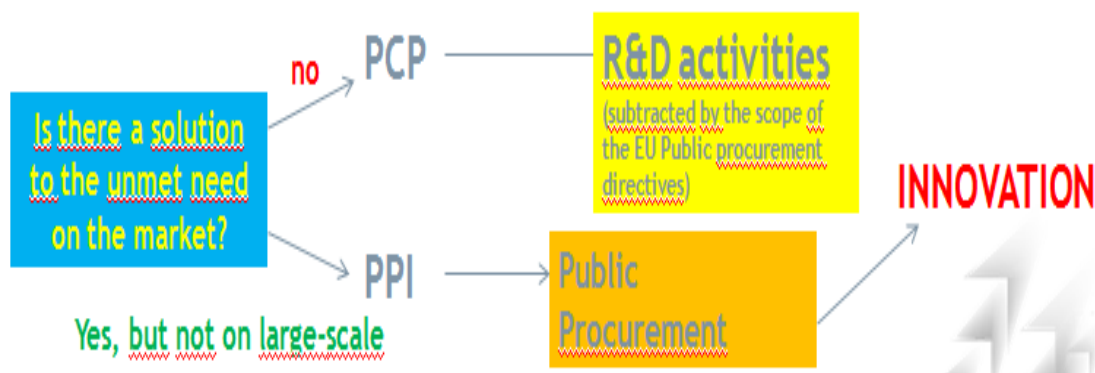 Is there a solution
to the unmet need
on the market?
no
PCP
R&D activities
(subtracted by the scope of
the EU Public procurement
directives)
Yes, but not on large-scale
PPI
Public
Procurement
INNOVATION